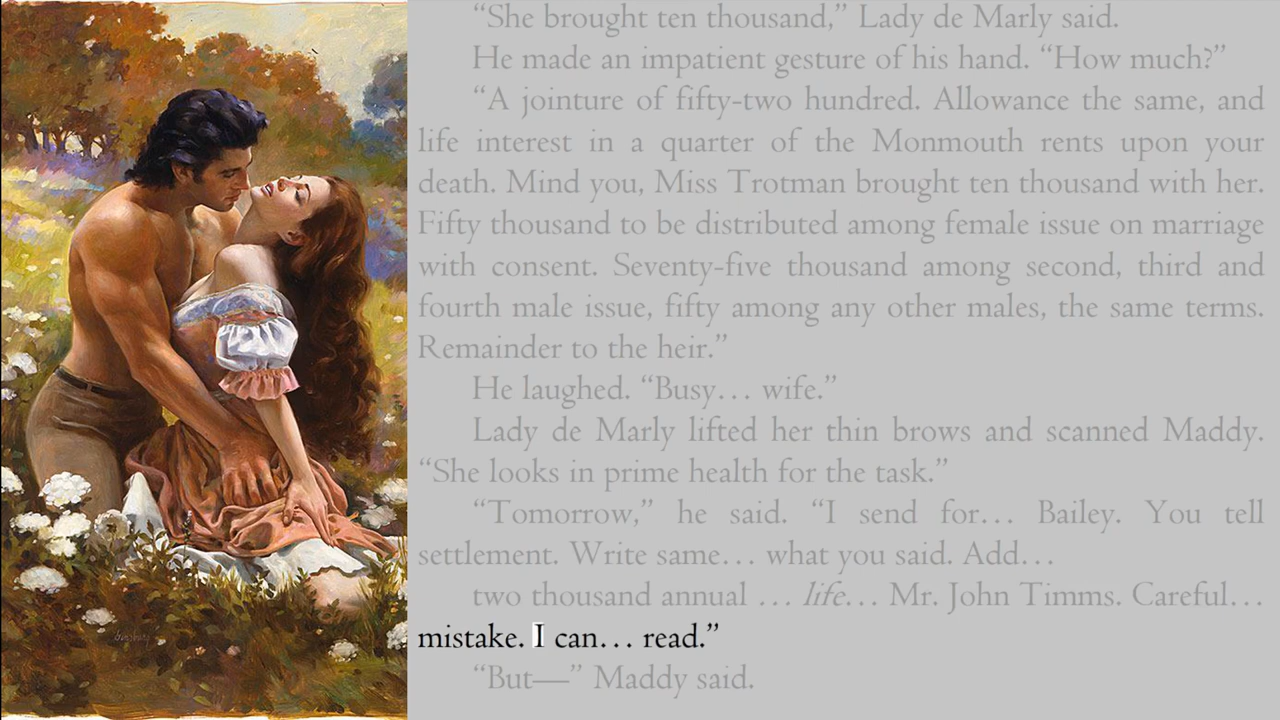 “She brought ten thousand,” Lady de Marly said.
He made an impatient gesture of his hand. “How much?”
“A jointure of fifty-two hundred. Allowance the same, and
life interest in a quarter of the Monmouth rents upon your
death. Mind you, Miss Trotman brought ten thousand with her.
Fifty thousand to be distributed among female issue on marriage
with consent. Seventy-five thousand among second, third and
fourth male issue, fifty among any other males, the same terms.
Remainder to the heir.”
He laughed. “Busy… wife.”
Lady de Marly lifted her thin brows and scanned Maddy.
“She looks in prime health for the task.”
“Tomorrow,” he said. “I send for… Bailey. You tell
settlement. Write same… what you said. Add…
two thousand annual … life… Mr. John Timms. Careful…
mistake. I can… read.”
“But—” Maddy said.